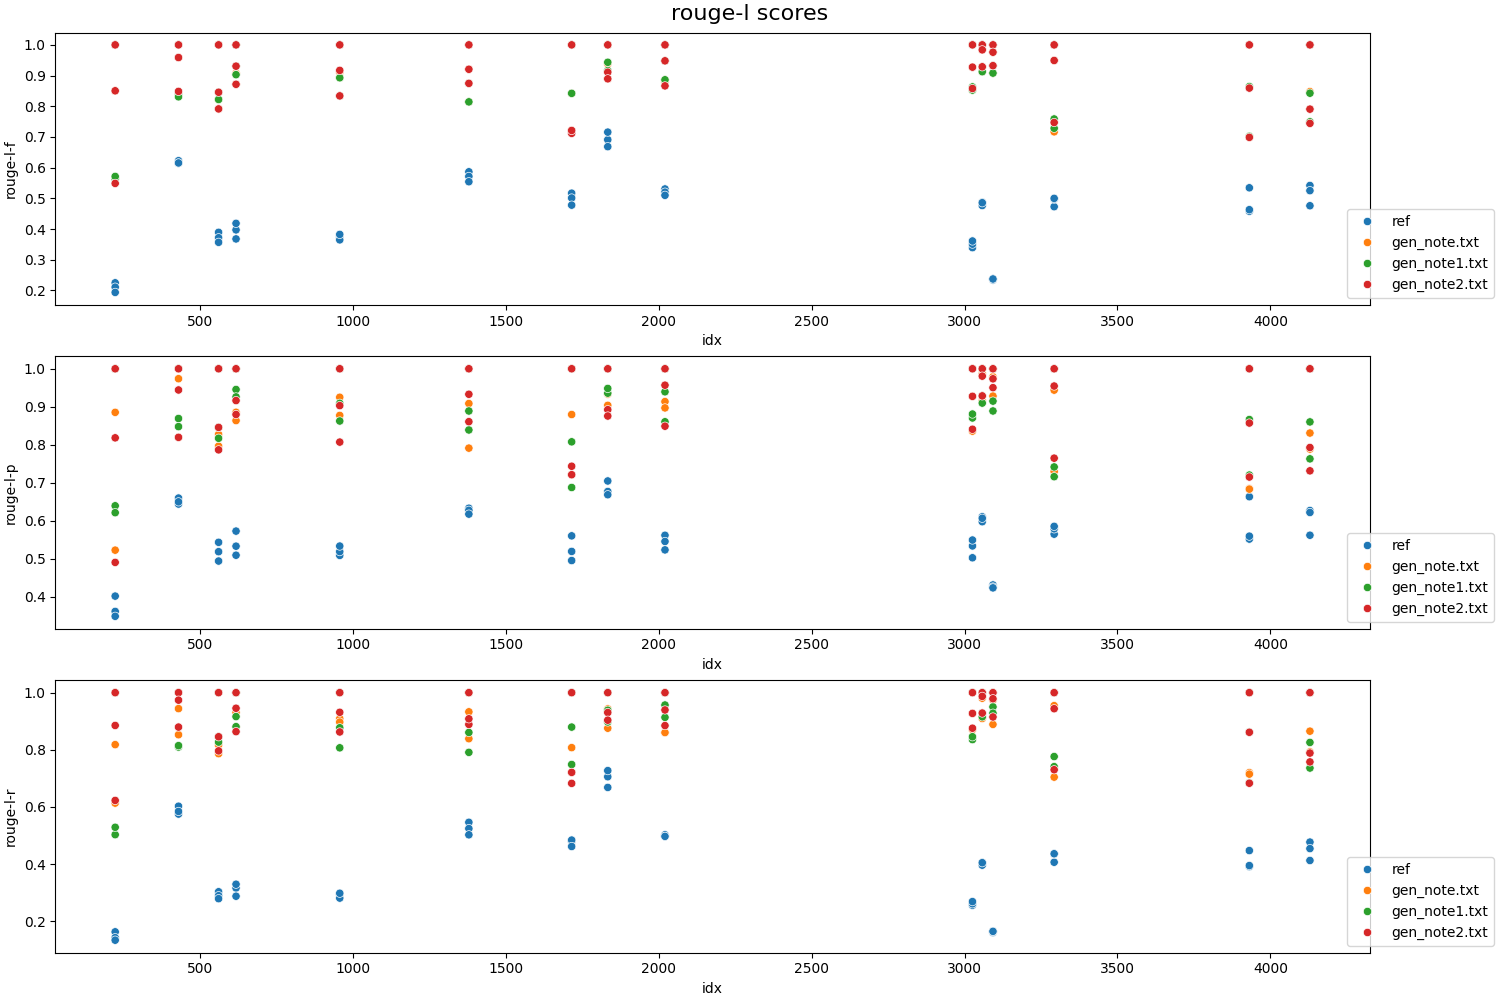 rouge-l scores
1.0
0.9
0.8
0.7
0.6
0.5
0.4
0.3
0.2
rouge-l-f
500 1000 1500 2000 2500 3000 3500 4000
idx
ref
gen_note.txt
gen_note1.txt
gen_note2.txt
1.0
0.9
0.8
0.7
0.6
0.5
0.4
rouge-l-p
500 1000 1500 2000 2500 3000 3500 4000
idx
ref
gen_note.txt
gen_note1.txt
gen_note2.txt
1.0
0.8
0.6
0.4
0.2
rouge-l-r
500 1000 1500 2000 2500 3000 3500 4000
idx
ref
gen_note.txt
gen_note1.txt
gen_note2.txt